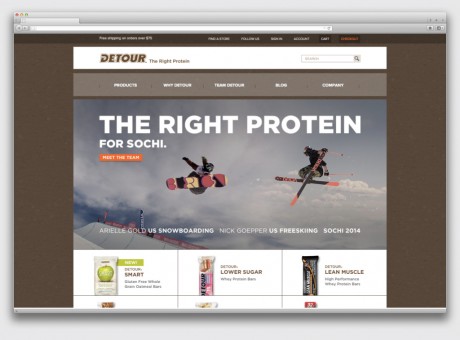 Free shipping on orders over $75
FIND A STORE FOLLOW US SIGN IN ACCOUNT CART CHECKOUT
DETOUR The Right Protein
SEARCH
PRODUCTS WHY DETOUR TEAM DETOUR BLOG COMPANY
THE RIGHT PROTEIN
FOR SOCHI.
MEET THE TEAM
ARIELLE GOLD US SNOWBOARDING NICK GOEPPER US FREESKIING SOCHI 2014
NEW!
DETOUR
SMART
Gluten Free Whole
Grain Oatmeal Bars
DETOUR
LOWER SUGAR
Whey Protein Bars
DETOUR
LEAN MUSCLE
High Performance
Whey Protein Bars